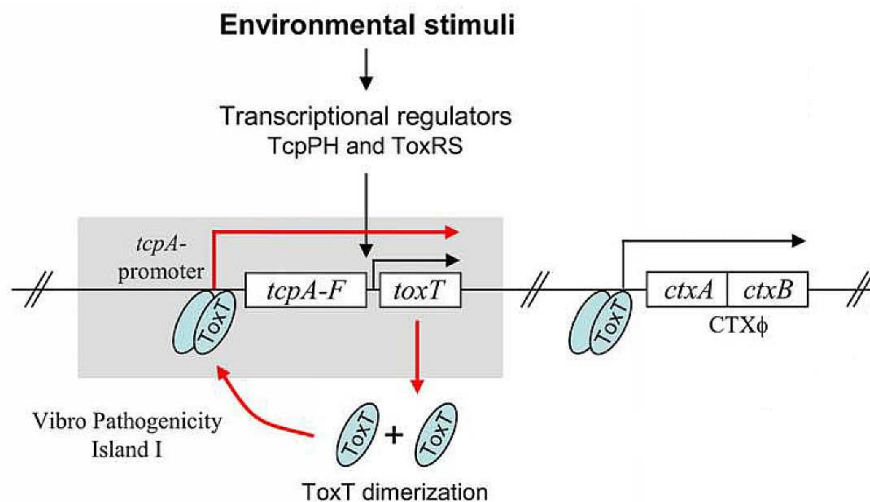 Environmental stimuli
Transcriptional regulators
TcpPH and ToxRS
tcpA-
promoter
tcpA-F
toxT
ctxA
ctxB
ToxT
ToxT
CTXϕ
Vibro Pathogenicity
Island I
ToxT
+
ToxT
ToxT dimerization